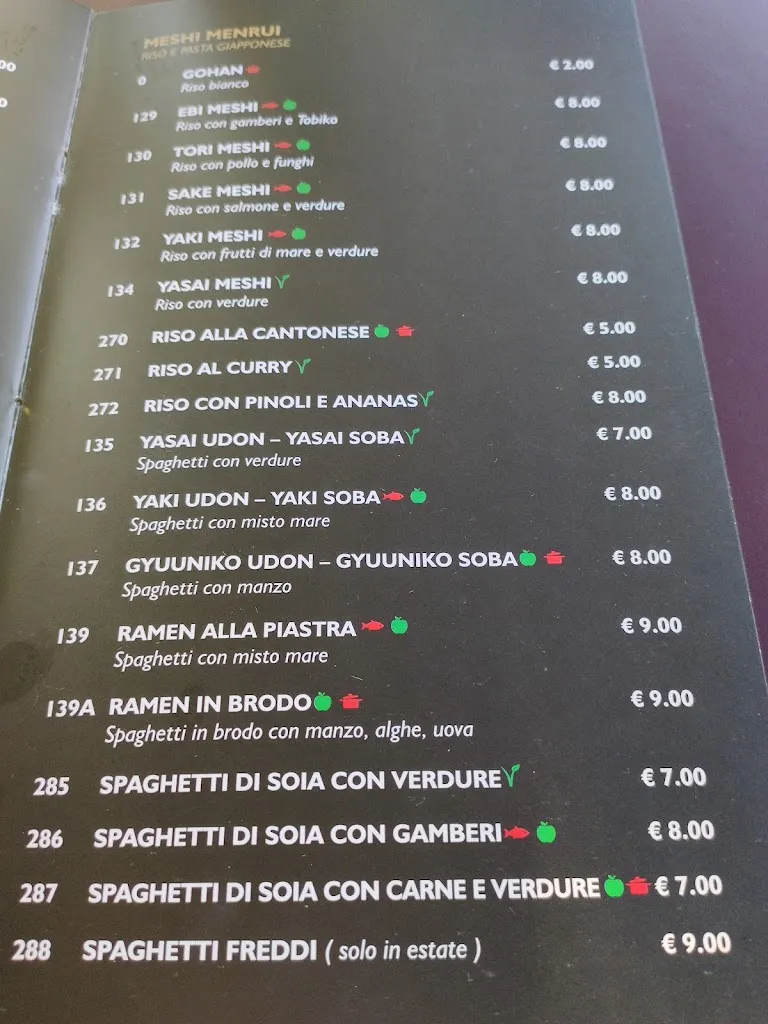 MESHI MENRUI
RISO E PASTA GIAPPONESE
0 GOHAN € 2.00
Riso bianco
129 EBI MESHI € 8.00
Riso con gamberi e Tobiko
130 TORI MESHI € 8.00
Riso con pollo e funghi
131 SAKE MESHI € 8.00
Riso con salmone e verdure
132 YAKI MESHI € 8.00
Riso con frutti di mare e verdure
134 YASAI MESHI € 8.00
Riso con verdure
270 RISO ALLA CANTONESE € 5.00
271 RISO AL CURRY € 5.00
272 RISO CON PINOLI E ANANAS € 8.00
135 YASAI UDON – YASAI SOBA € 7.00
Spaghetti con verdure
136 YAKI UDON – YAKI SOBA € 8.00
Spaghetti con misto mare
137 GYUUNIKO UDON – GYUUNIKO SOBA € 8.00
Spaghetti con manzo
139 RAMEN ALLA PIASTRA € 9.00
Spaghetti con misto mare
139A RAMEN IN BRODO € 9.00
Spaghetti in brodo con manzo, alghe, uova
285 SPAGHETTI DI SOIA CON VERDURE € 7.00
286 SPAGHETTI DI SOIA CON GAMBERI € 8.00
287 SPAGHETTI DI SOIA CON CARNE E VERDURE € 7.00
288 SPAGHETTI FREDDI ( solo in estate ) € 9.00